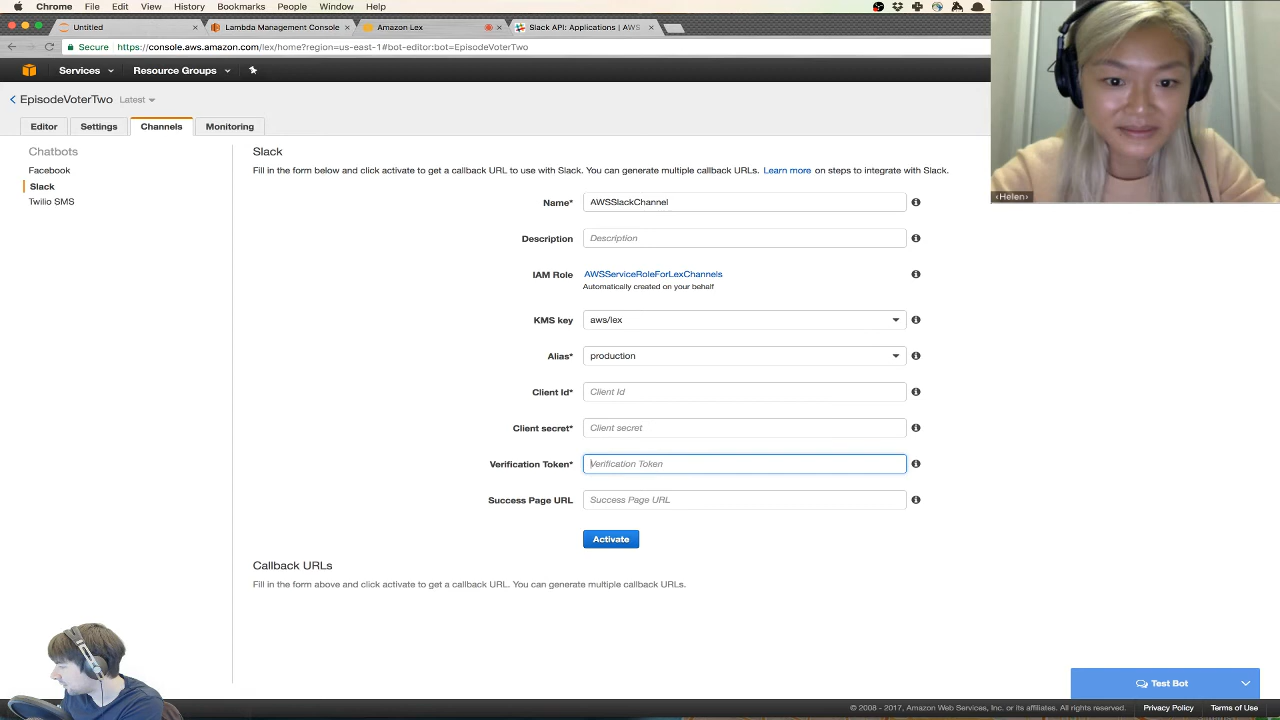 Chrome File Edit View History Bookmarks People Window Help
Untitled Lambda Management Console Amazon Lex Slack API: Applications | AWS
Secure https://console.aws.amazon.com/lex/home?region=us-east-1#bot-editor:bot=EpisodeVoterTwo
Services Resource Groups
EpisodeVoterTwo Latest
Editor Settings Channels Monitoring
Chatbots
Facebook
Slack
Twilio SMS
Slack
Fill in the form below and click activate to get a callback URL to use with Slack. You can generate multiple callback URLs. Learn more on steps to integrate with Slack.
Name* AWSSlackChannel
Description Description
IAM Role AWSServiceRoleForLexChannels
Automatically created on your behalf
KMS key aws/lex
Alias* production
Client Id* Client Id
Client secret* Client secret
Verification Token* Verification Token
Success Page URL Success Page URL
Activate
Callback URLs
Fill in the form above and click activate to get a callback URL. You can generate multiple callback URLs.
‹Helen›
Test Bot
© 2008 - 2017, Amazon Web Services, Inc. or its affiliates. All rights reserved. Privacy Policy Terms of Use